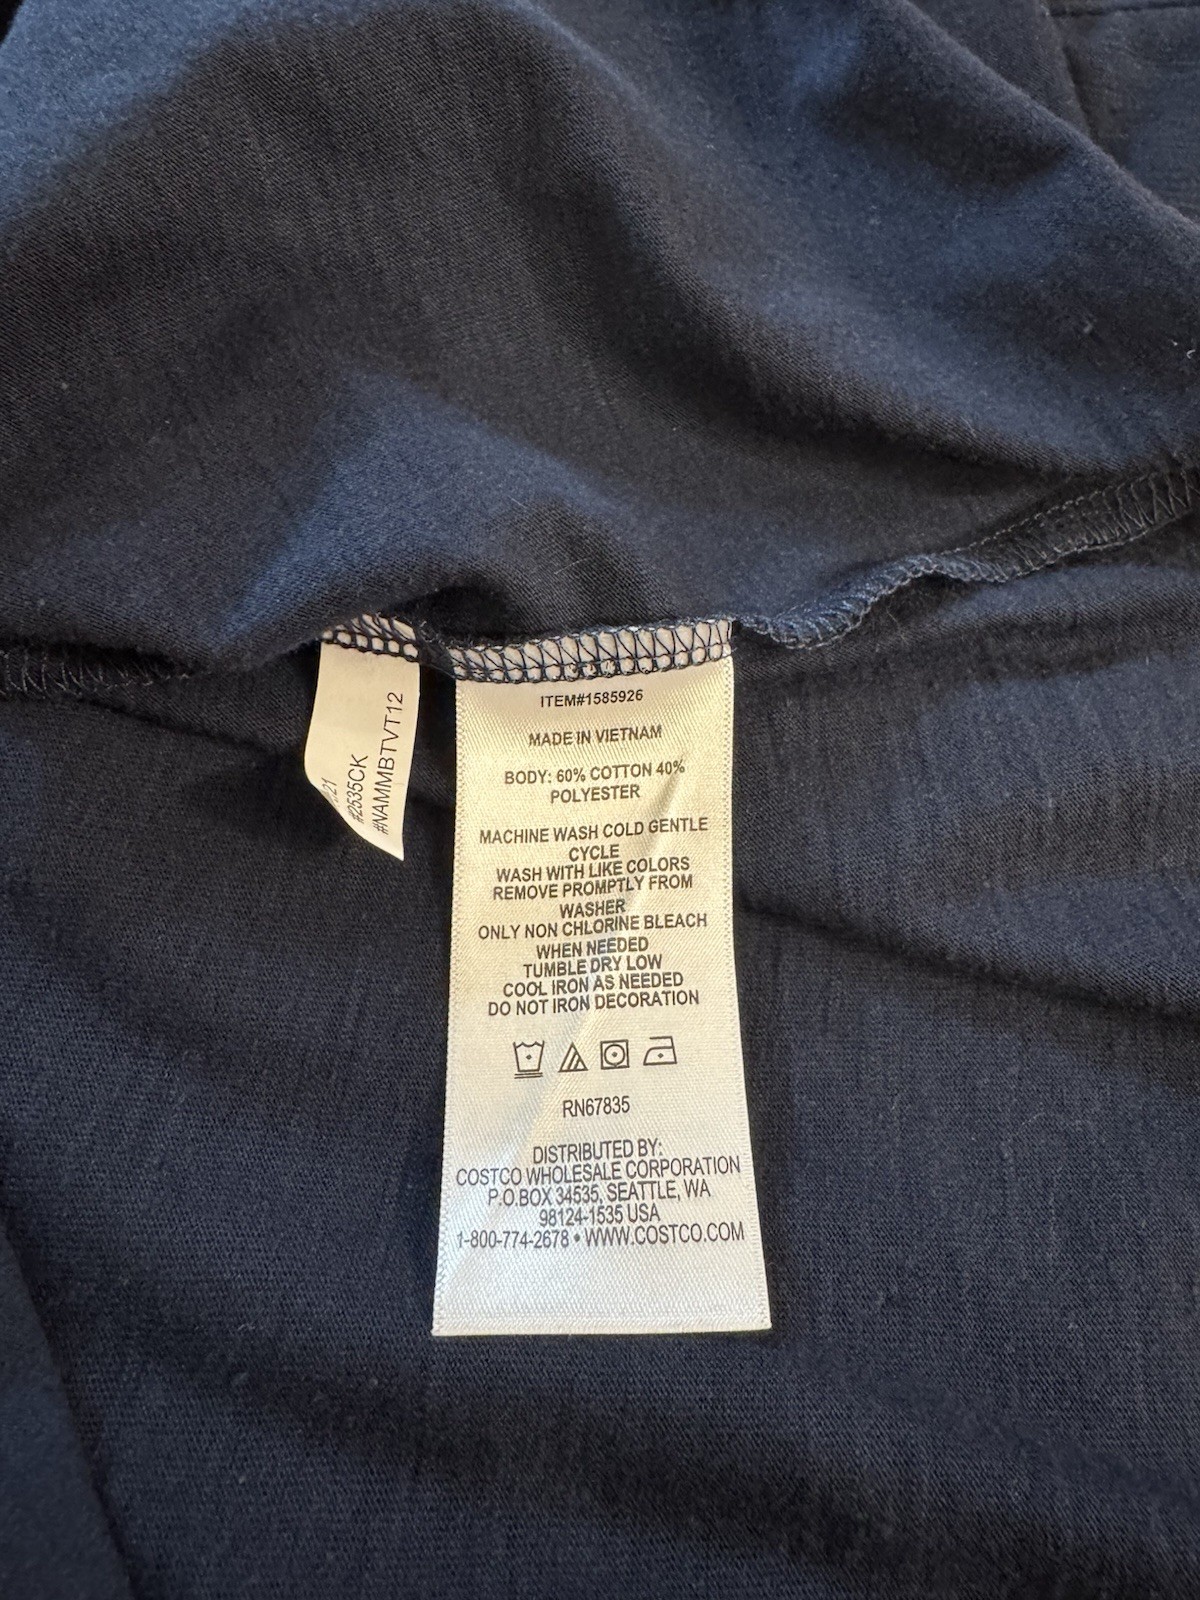 ITEM#1585926
MADE IN VIETNAM
BODY: 60% COTTON 40%
POLYESTER
MACHINE WASH COLD GENTLE
CYCLE
WASH WITH LIKE COLORS
REMOVE PROMPTLY FROM
WASHER
ONLY NON CHLORINE BLEACH
WHEN NEEDED
TUMBLE DRY LOW
COOL IRON AS NEEDED
DO NOT IRON DECORATION
RN67835
DISTRIBUTED BY:
COSTCO WHOLESALE CORPORATION
P.O.BOX 34535, SEATTLE, WA
98124-1535 USA
1-800-774-2678 • WWW.COSTCO.COM
#2535CK
#NAMMBTVT12